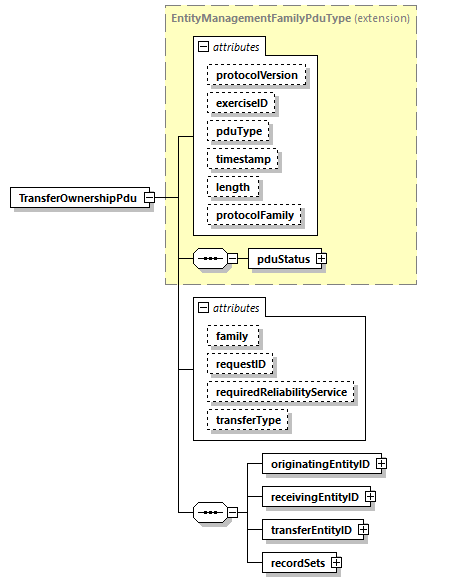 EntityManagementFamilyPduType (extension)
attributes
protocolVersion
exerciseID
pduType
timestamp
length
protocolFamily
TransferOwnershipPdu
pduStatus
attributes
family
requestID
requiredReliabilityService
transferType
originatingEntityID
receivingEntityID
transferEntityID
recordSets